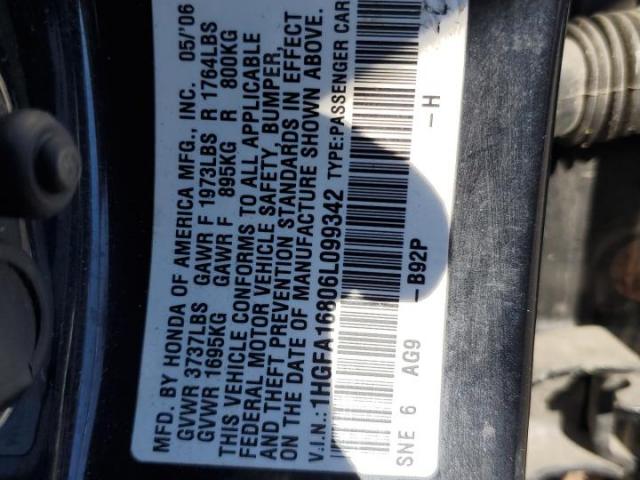 MFD. BY HONDA OF AMERICA MFG., INC. 05/'06
GVWR 3737LBS GAWR F 1973LBS R 1764LBS
GVWR 1695KG GAWR F 895KG R 800KG
THIS VEHICLE CONFORMS TO ALL APPLICABLE
FEDERAL MOTOR VEHICLE SAFETY, BUMPER,
AND THEFT PREVENTION STANDARDS IN EFFECT
ON THE DATE OF MANUFACTURE SHOWN ABOVE.
V.I.N.: 1HGFA16806L099342 TYPE:PASSENGER CAR
SNE 6 AG9 - B92P - H